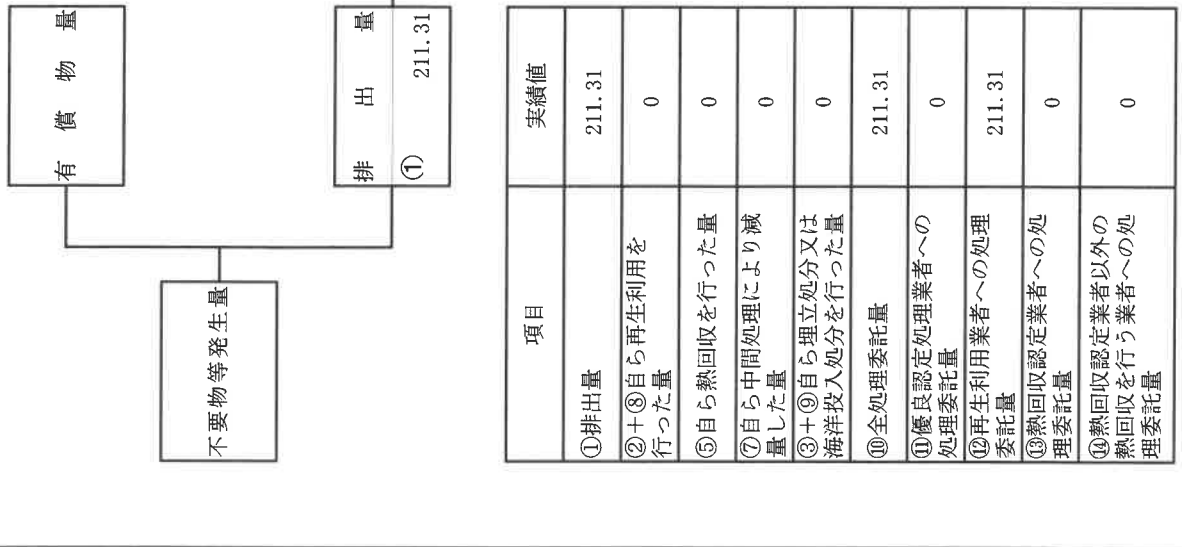 有償物量
排出量
①
211.31
不要物等発生量
項目
実績値
①排出量
211.31
②+⑧自ら再生利用を
行った量
0
⑤自ら熱回収を行った量
0
⑦自ら中間処理により減
量した量
0
③+⑨自ら埋立処分又は
海洋投入処分を行った量
0
⑩全処理委託量
211.31
⑪優良認定処理業者への
処理委託量
0
⑫再生利用業者への処理
委託量
211.31
⑬熱回収認定業者への処
理委託量
0
⑭熱回収認定業者以外の
熱回収を行う業者への処
理委託量
0